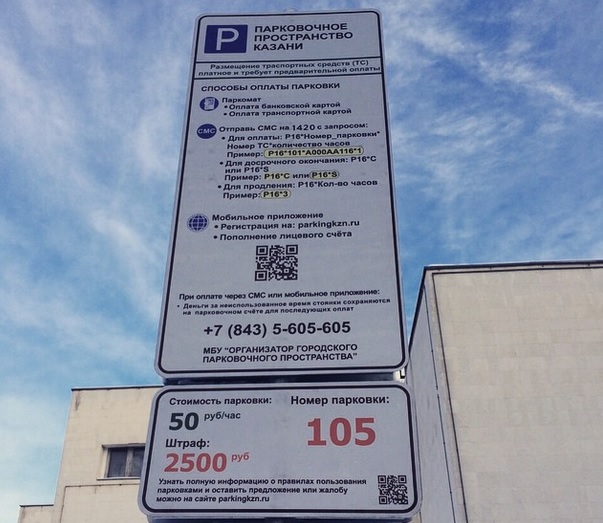 P
ПАРКОВОЧНОЕ
ПРОСТРАНСТВО
КАЗАНИ
Размещение траспортных средств (ТС)
платное и требует предварительной оплаты
СПОСОБЫ ОПЛАТЫ ПАРКОВКИ
Паркомат
• Оплата банковской картой
• Оплата транспортной картой
СМС
Отправь СМС на 1420 с запросом:
• Для оплаты: P16*Номер_парковки*
Номер ТС*количество часов
Пример: P16*101*A000AA116*1
• Для досрочного окончания: P16*C
или P16*S
Пример: P16*C или P16*S
• Для продления: P16*Кол-во часов
Пример: P16*3
Мобильное приложение
• Регистрация на: parkingkzn.ru
• Пополнение лицевого счёта
При оплате через СМС или мобильное приложение:
• Деньги за неиспользованное время стоянки сохраняются
на парковочном счёте для последующих оплат
+7 (843) 5-605-605
МБУ "ОРГАНИЗАТОР ГОРОДСКОГО
ПАРКОВОЧНОГО ПРОСТРАНСТВА"
Стоимость парковки:
50 руб/час
Штраф:
2500 руб
Номер парковки:
105
Узнать полную информацию о правилах пользования
парковками и оставить предложение или жалобу
можно на сайте parkingkzn.ru